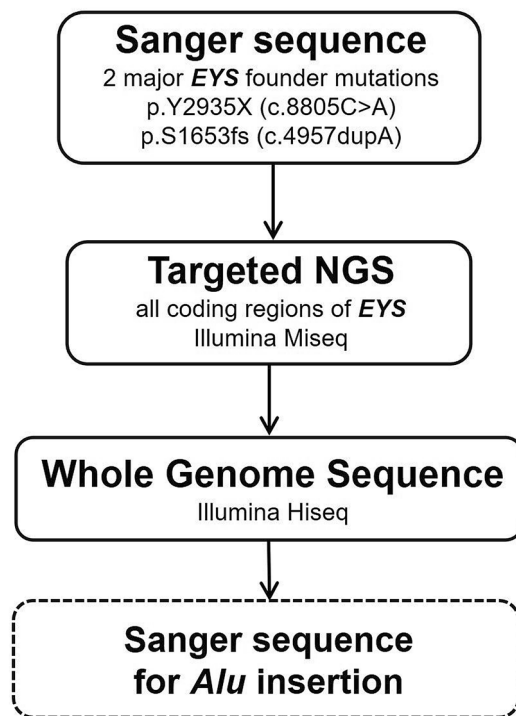 Sanger sequence
2 major EYS founder mutations
p.Y2935X (c.8805C>A)
p.S1653fs (c.4957dupA)
Targeted NGS
all coding regions of EYS
Illumina Miseq
Whole Genome Sequence
Illumina Hiseq
Sanger sequence
for Alu insertion